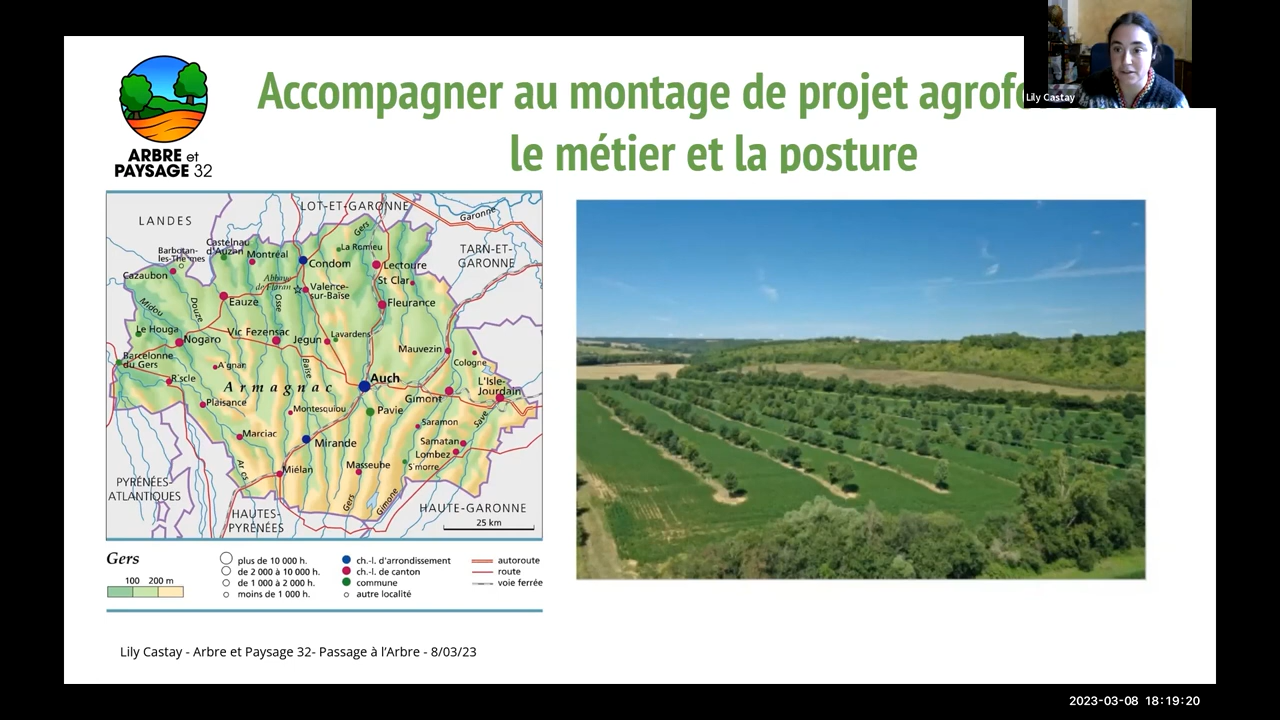 Accompagner au montage de projet agrof
le métier et la posture
Lily Castay
ARBRE et
PAYSAGE 32
LANDES
LOT-ET-GARONNE
Garonne
TARN-ET-
GARONNE
Gers
Castelnau
d'Auzan
Barbotan-
les-Thermes
Montréal
La Romieu
Condom
Lectoure
Cazaubon
Abbaye
de Flaran
St Clar
Valence-
sur-Baïse
Midou
Douze
Eauze
Osse
Fleurance
Le Houga
Nogaro
Vic Fezensac
Jegun
Lavardens
Mauvezin
Barcelonne
du Gers
A'gnan
Baïse
Cologne
R'scle
Armagnac
Auch
L'Isle-
Jourdain
Gimont
Plaisance
Montesquiou
Pavie
Save
Saramon
Marciac
Mirande
Samatan
Lombez
Ar os
Miélan
Masseube
S'morre
PYRÉNÉES-
ATLANTIQUES
Gers
Gimone
HAUTES-
PYRÉNÉES
HAUTE-GARONNE
25 km
Gers
100 200 m
plus de 10 000 h.
de 2 000 à 10 000 h.
de 1 000 à 2 000 h.
moins de 1 000 h.
ch.-l. d'arrondissement
ch.-l. de canton
commune
autre localité
autoroute
route
voie ferrée
Lily Castay - Arbre et Paysage 32- Passage à l'Arbre - 8/03/23
2023-03-08 18:19:20